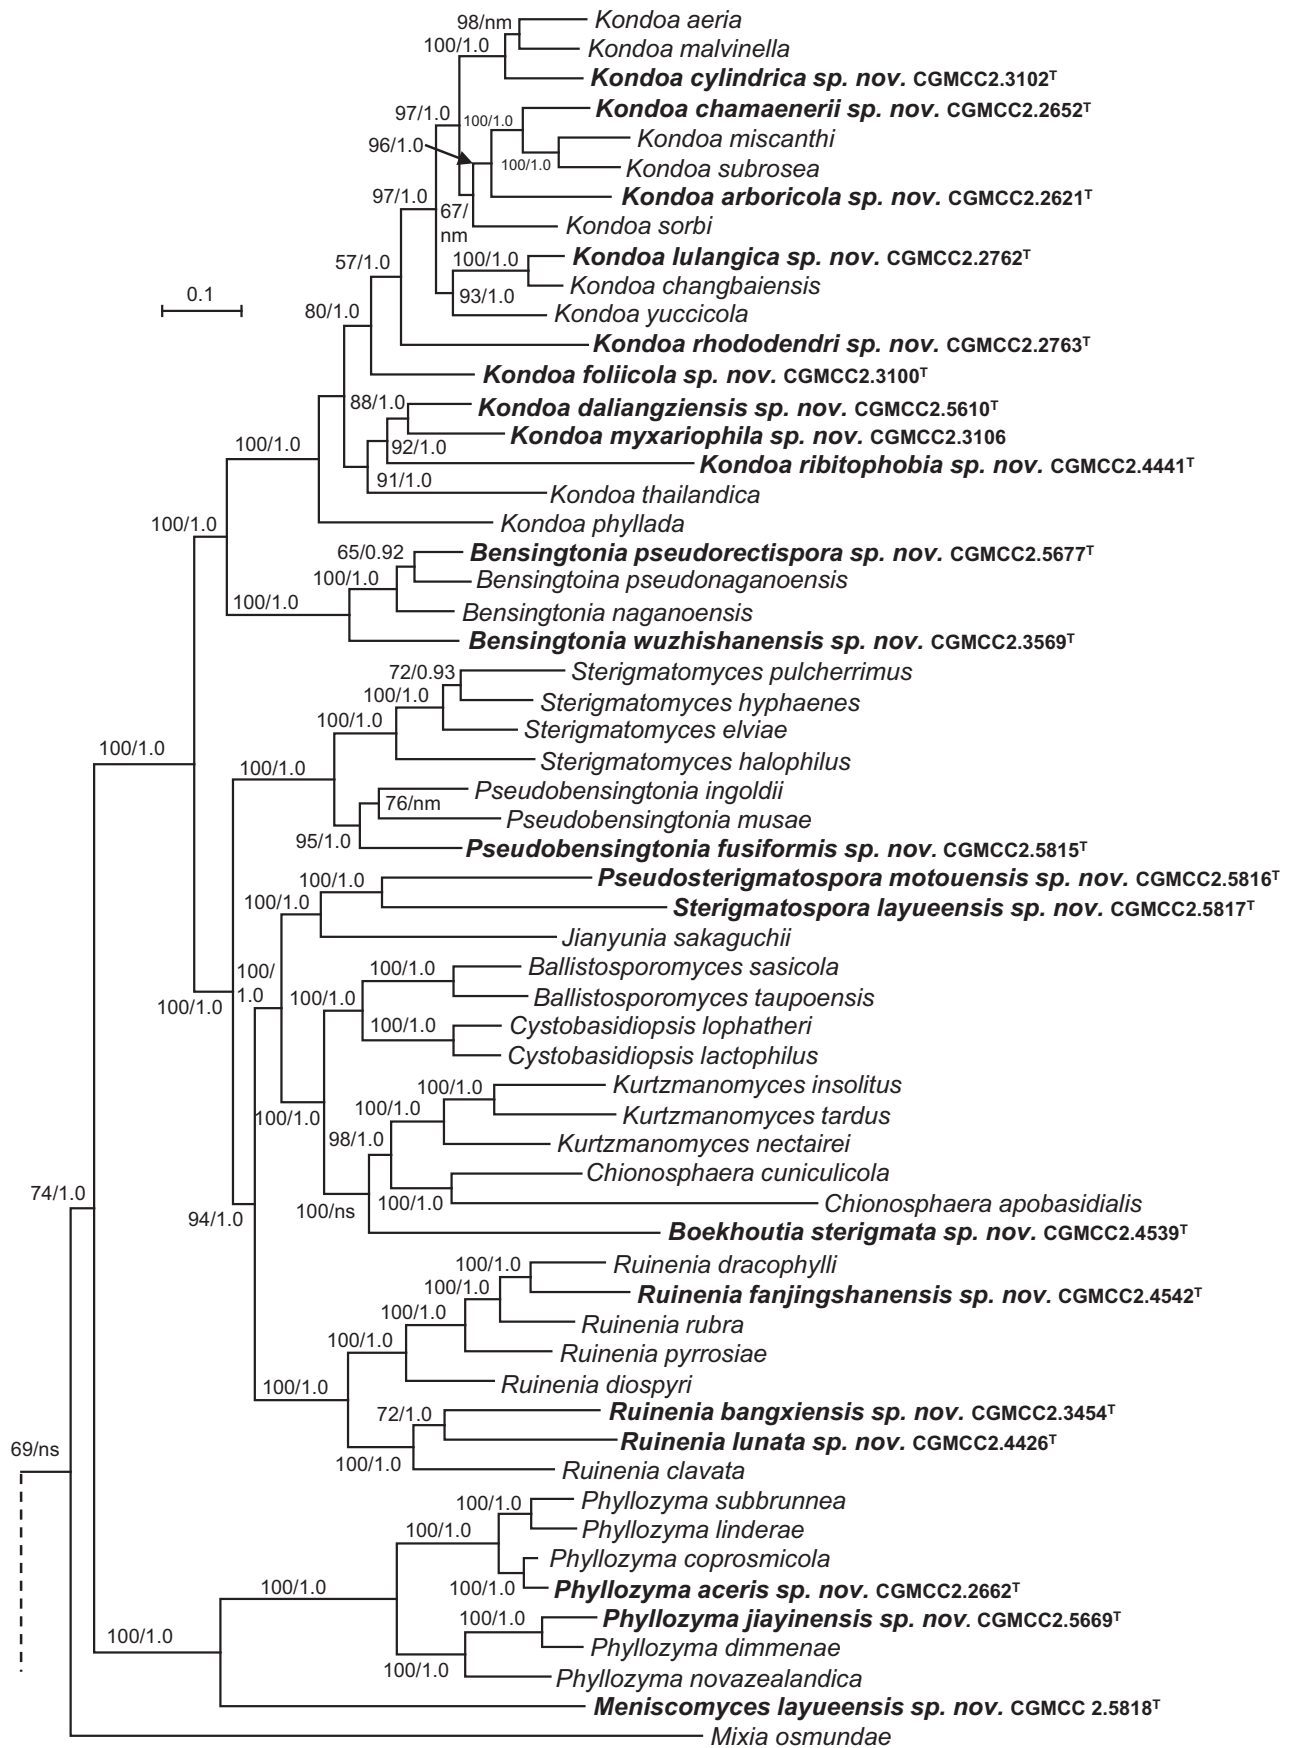 98/nm
Kondoa aeria
100/1.0
Kondoa malvinella
Kondoa cylindrica sp. nov. CGMCC2.3102ᵀ
97/1.0
100/1.0
Kondoa chamaenerii sp. nov. CGMCC2.2652ᵀ
96/1.0
Kondoa miscanthi
100/1.0
Kondoa subrosea
97/1.0
Kondoa arboricola sp. nov. CGMCC2.2621ᵀ
67/
nm
Kondoa sorbi
57/1.0
100/1.0
Kondoa lulangica sp. nov. CGMCC2.2762ᵀ
Kondoa changbaiensis
0.1
93/1.0
80/1.0
Kondoa yuccicola
Kondoa rhododendri sp. nov. CGMCC2.2763ᵀ
Kondoa foliicola sp. nov. CGMCC2.3100ᵀ
88/1.0
Kondoa daliangziensis sp. nov. CGMCC2.5610ᵀ
100/1.0
Kondoa myxariophila sp. nov. CGMCC2.3106
92/1.0
Kondoa ribitophobia sp. nov. CGMCC2.4441ᵀ
91/1.0
Kondoa thailandica
100/1.0
Kondoa phyllada
65/0.92
Bensingtonia pseudorectispora sp. nov. CGMCC2.5677ᵀ
100/1.0
Bensingtoina pseudonaganoensis
100/1.0
Bensingtonia naganoensis
Bensingtonia wuzhishanensis sp. nov. CGMCC2.3569ᵀ
72/0.93
Sterigmatomyces pulcherrimus
100/1.0
Sterigmatomyces hyphaenes
100/1.0
Sterigmatomyces elviae
100/1.0
100/1.0
Sterigmatomyces halophilus
Pseudobensingtonia ingoldii
76/nm
Pseudobensingtonia musae
95/1.0
Pseudobensingtonia fusiformis sp. nov. CGMCC2.5815ᵀ
100/1.0
Pseudosterigmatospora motouensis sp. nov. CGMCC2.5816ᵀ
100/1.0
Sterigmatospora layueensis sp. nov. CGMCC2.5817ᵀ
Jianyunia sakaguchii
100/
1.0
100/1.0
100/1.0
Ballistosporomyces sasicola
100/1.0
Ballistosporomyces taupoensis
100/1.0
Cystobasidiopsis lophatheri
Cystobasidiopsis lactophilus
100/1.0
Kurtzmanomyces insolitus
100/1.0
100/1.0
Kurtzmanomyces tardus
98/1.0
Kurtzmanomyces nectairei
Chionosphaera cuniculicola
74/1.0
100/1.0
Chionosphaera apobasidialis
94/1.0
100/ns
Boekhoutia sterigmata sp. nov. CGMCC2.4539ᵀ
100/1.0
Ruinenia dracophylli
100/1.0
Ruinenia fanjingshanensis sp. nov. CGMCC2.4542ᵀ
100/1.0
Ruinenia rubra
100/1.0
Ruinenia pyrrosiae
100/1.0
Ruinenia diospyri
72/1.0
Ruinenia bangxiensis sp. nov. CGMCC2.3454ᵀ
69/ns
Ruinenia lunata sp. nov. CGMCC2.4426ᵀ
100/1.0
Ruinenia clavata
100/1.0
Phyllozyma subbrunnea
100/1.0
Phyllozyma linderae
Phyllozyma coprosmicola
100/1.0
100/1.0
Phyllozyma aceris sp. nov. CGMCC2.2662ᵀ
100/1.0
Phyllozyma jiayinensis sp. nov. CGMCC2.5669ᵀ
100/1.0
Phyllozyma dimmenae
100/1.0
Phyllozyma novazealandica
Meniscomyces layueensis sp. nov. CGMCC 2.5818ᵀ
Mixia osmundae